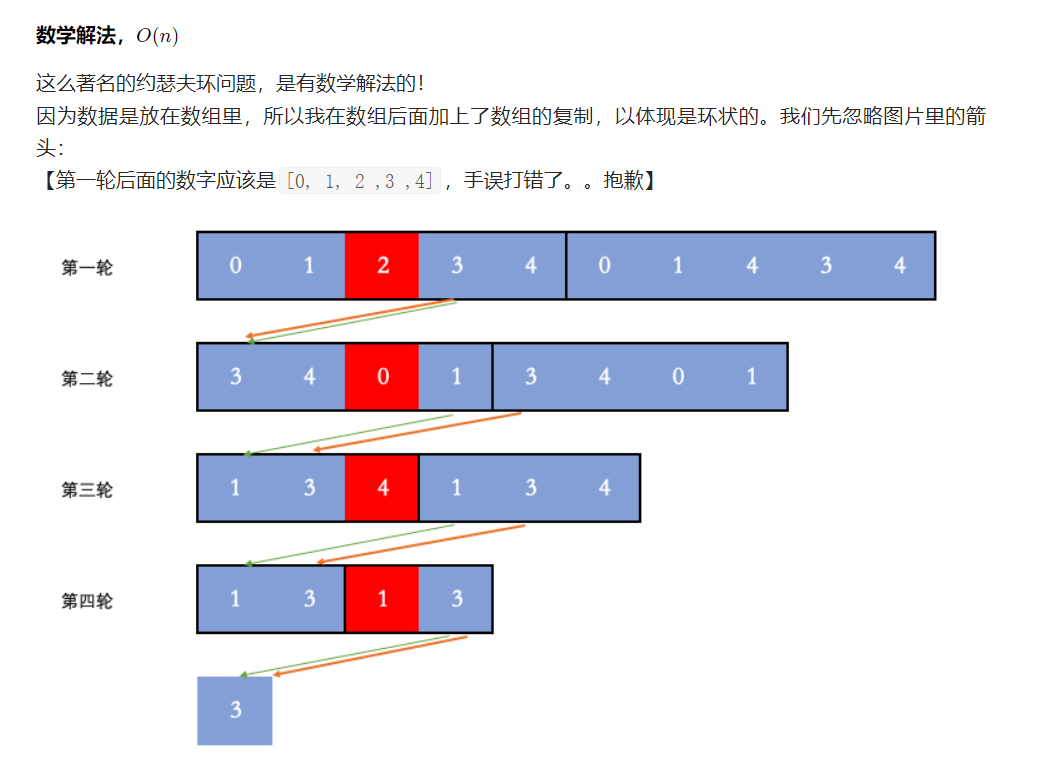 数学解法，O(n)
这么著名的约瑟夫环问题，是有数学解法的！
因为数据是放在数组里，所以我在数组后面加上了数组的复制，以体现是环状的。我们先忽略图片里的箭
头：
【第一轮后面的数字应该是 [0, 1, 2 ,3 ,4] ，手误打错了。。抱歉】
第一轮 0 1 2 3 4 0 1 4 3 4
第二轮 3 4 0 1 3 4 0 1
第三轮 1 3 4 1 3 4
第四轮 1 3 1 3
3